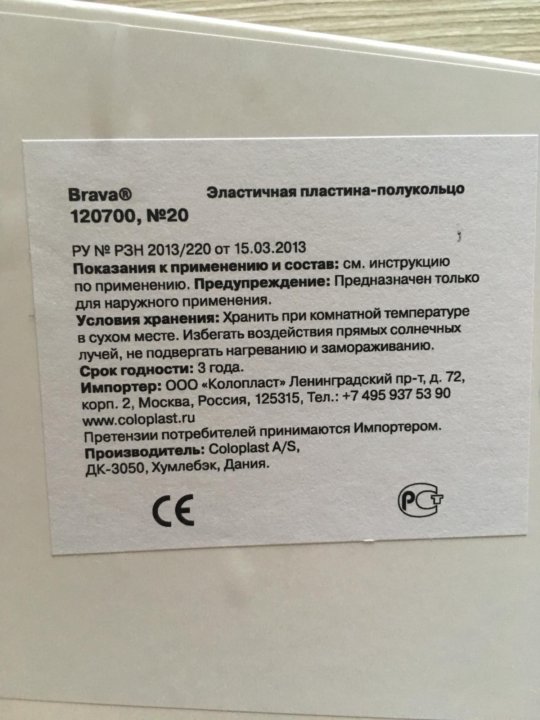 Brava® Эластичная пластина-полукольцо
120700, №20
РУ № РЗН 2013/220 от 15.03.2013
Показания к применению и состав: см. инструкцию
по применению. Предупреждение: Предназначен только
для наружного применения.
Условия хранения: Хранить при комнатной температуре
в сухом месте. Избегать воздействия прямых солнечных
лучей, не подвергать нагреванию и замораживанию.
Срок годности: 3 года.
Импортер: ООО «Колопласт» Ленинградский пр-т, д. 72,
корп. 2, Москва, Россия, 125315, Тел.: +7 495 937 53 90
www.coloplast.ru
Претензии потребителей принимаются Импортером.
Производитель: Coloplast A/S,
ДК-3050, Хумлебэк, Дания.
CE РСТ